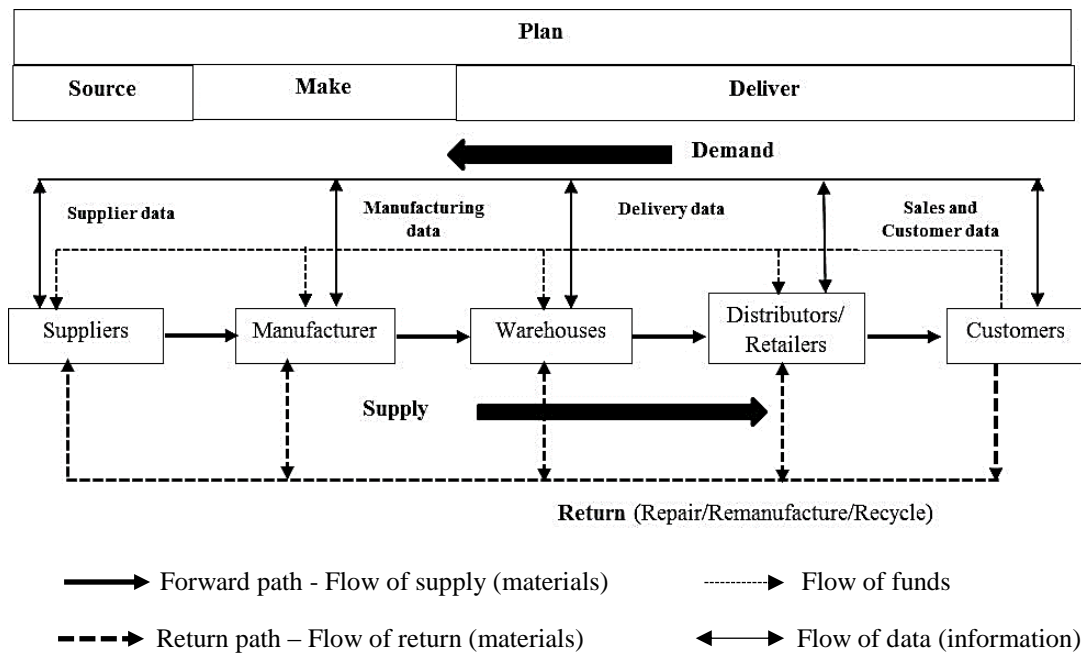 Plan
Source
Make
Deliver
Demand
Supplier data
Manufacturing
data
Delivery data
Sales and
Customer data
Suppliers
Manufacturer
Warehouses
Distributors/
Retailers
Customers
Supply
Return (Repair/Remanufacture/Recycle)
Forward path - Flow of supply (materials)
Flow of funds
Return path – Flow of return (materials)
Flow of data (information)